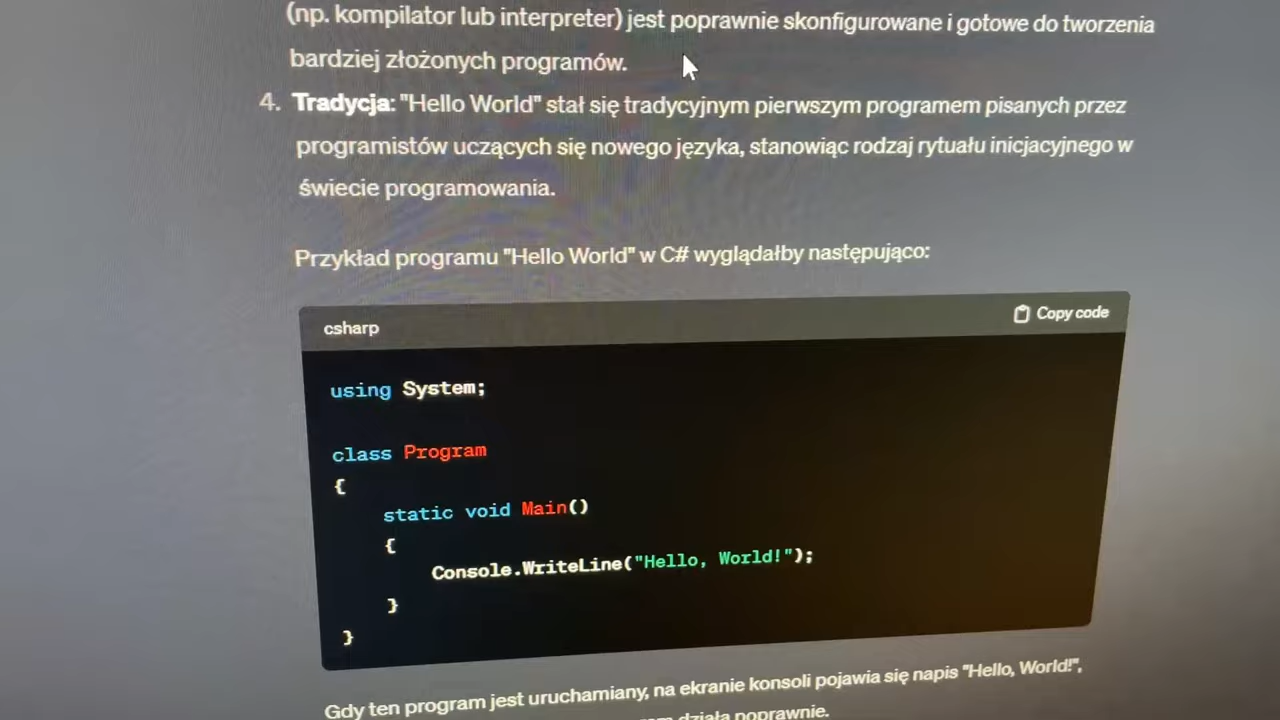 (np. kompilator lub interpreter) jest poprawnie skonfigurowane i gotowe do tworzenia
bardziej złożonych programów.
4. Tradycja: "Hello World" stał się tradycyjnym pierwszym programem pisanych przez
programistów uczących się nowego języka, stanowiąc rodzaj rytuału inicjacyjnego w
świecie programowania.
Przykład programu "Hello World" w C# wyglądałby następująco:
csharp
Copy code
using System;
class Program
{
static void Main()
{
Console.WriteLine("Hello, World!");
}
}
Gdy ten program jest uruchamiany, na ekranie konsoli pojawia się napis "Hello, World!",
działa poprawnie.